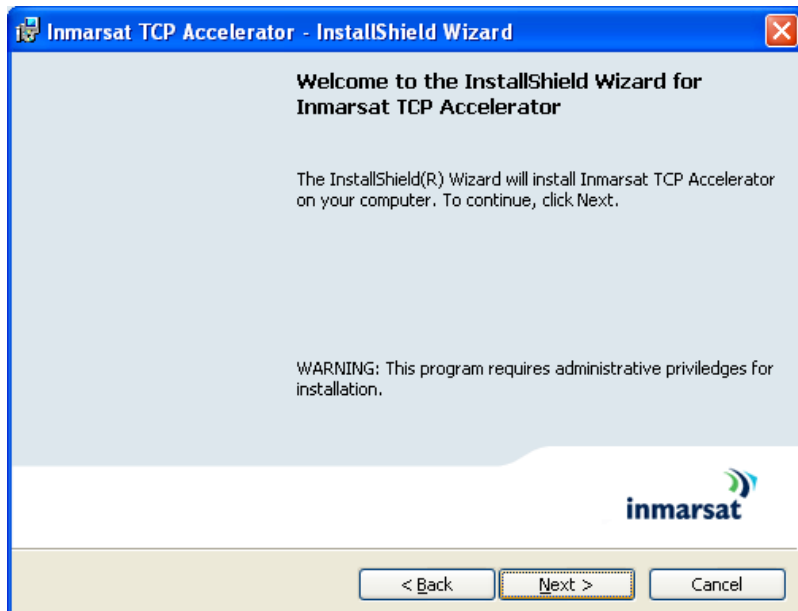 Inmarsat TCP Accelerator - InstallShield Wizard
Welcome to the InstallShield Wizard for
Inmarsat TCP Accelerator
The InstallShield(R) Wizard will install Inmarsat TCP Accelerator
on your computer. To continue, click Next.
WARNING: This program requires administrative priviledges for
installation.
inmarsat
< Back
Next >
Cancel